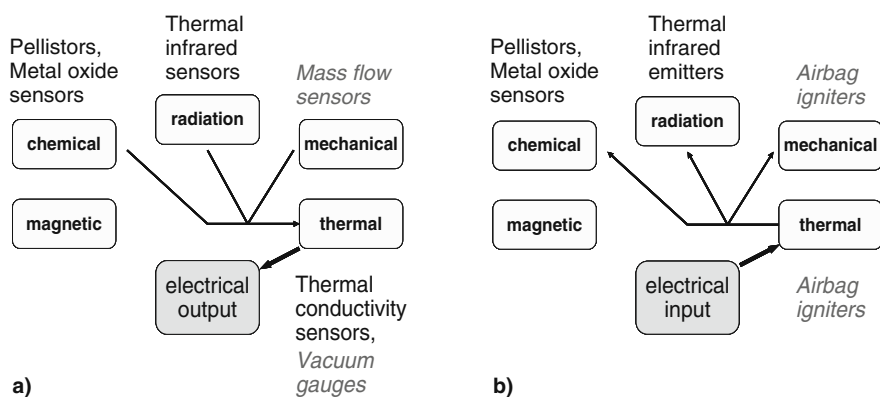 Pellistors,
Metal oxide
sensors
Thermal
infrared
sensors
Mass flow
sensors
chemical
radiation
mechanical
magnetic
thermal
electrical
output
Thermal
conductivity
sensors,
Vacuum
gauges
a)
Pellistors,
Metal oxide
sensors
Thermal
infrared
emitters
Airbag
igniters
chemical
radiation
mechanical
magnetic
thermal
electrical
input
Airbag
igniters
b)